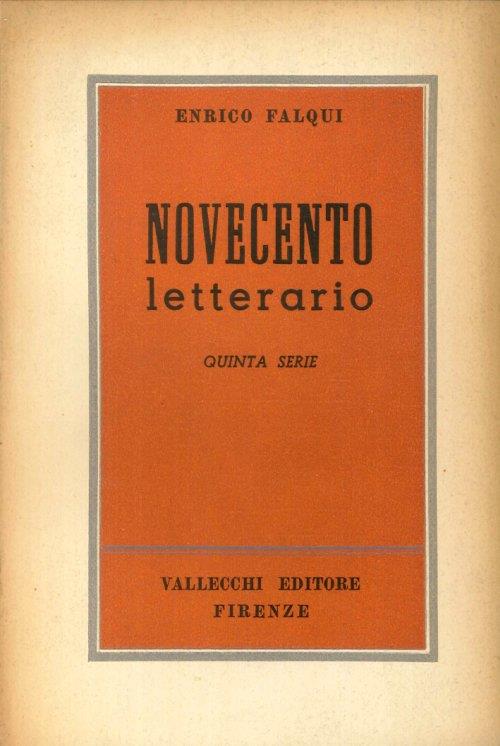 ENRICO FALQUI
NOVECENTO
letterario
QUINTA SERIE
VALLECCHI EDITORE
FIRENZE